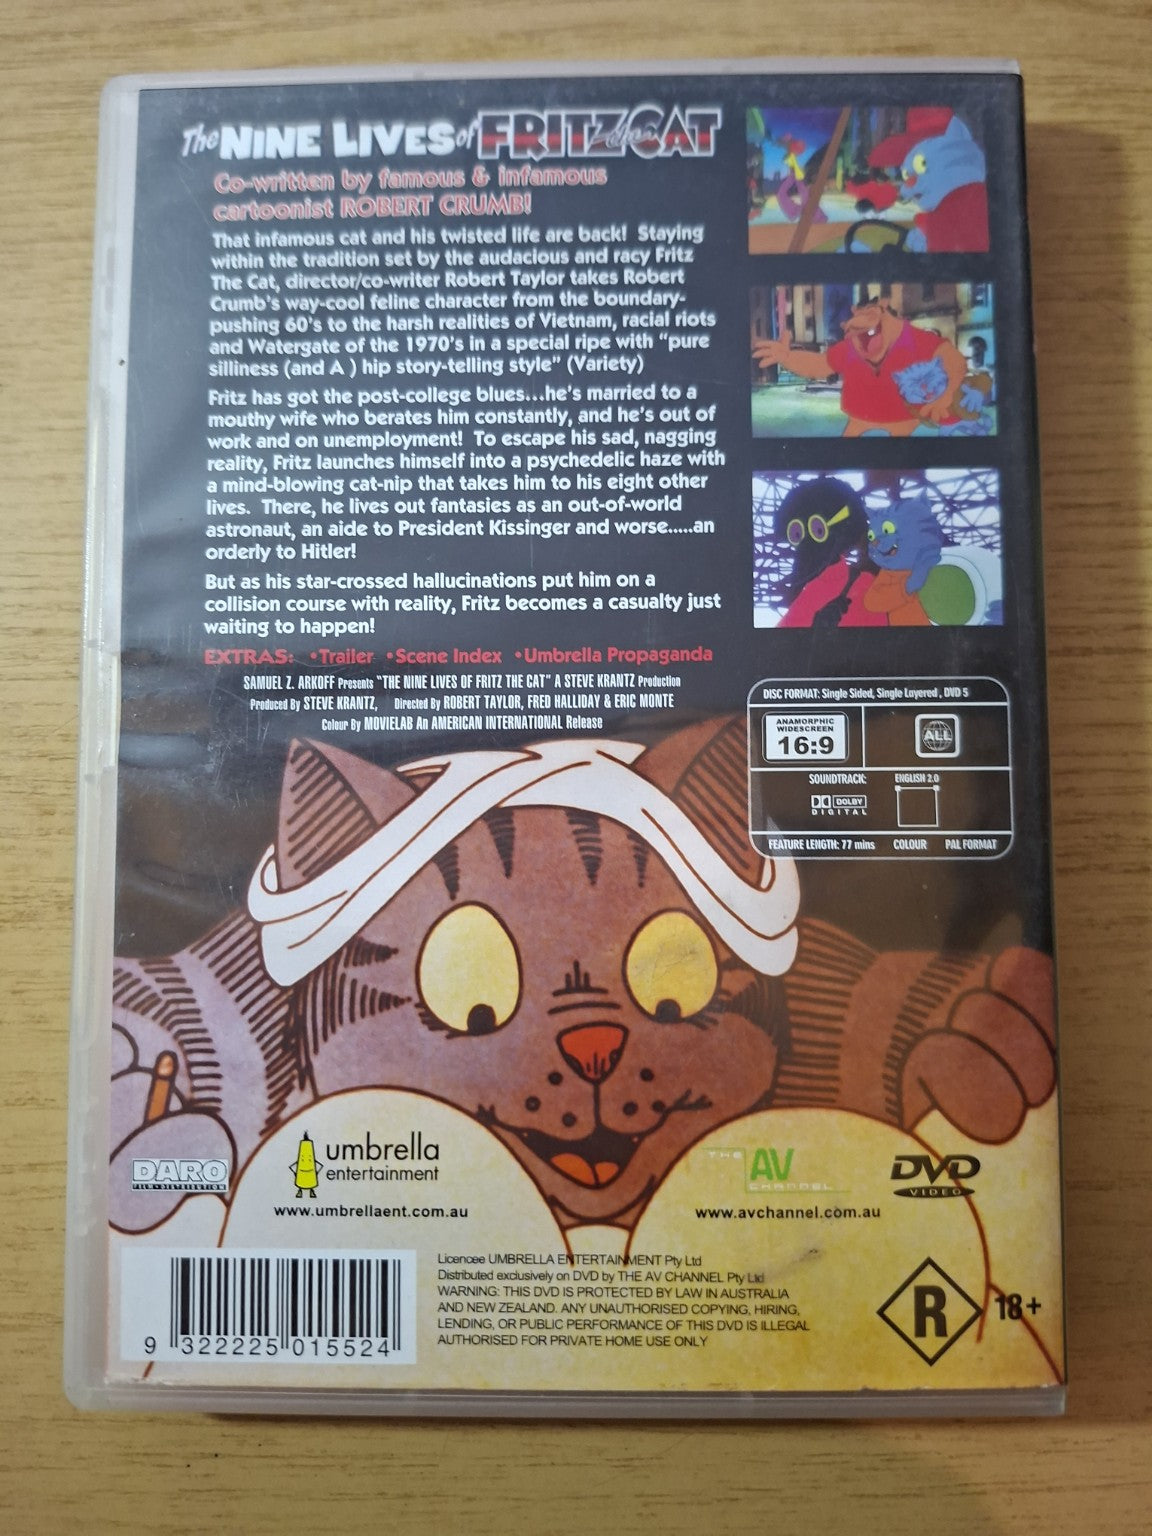 The NINE LIVES of FRITZ the CAT
Co-written by famous & infamous
cartoonist ROBERT CRUMB!
That infamous cat and his twisted life are back! Staying
within the tradition set by the audacious and racy Fritz
The Cat, director/co-writer Robert Taylor takes Robert
Crumb's way-cool feline character from the boundary-
pushing 60's to the harsh realities of Vietnam, racial riots
and Watergate of the 1970's in a special ripe with "pure
silliness (and A ) hip story-telling style" (Variety)
Fritz has got the post-college blues...he's married to a
mouthy wife who berates him constantly, and he's out of
work and on unemployment! To escape his sad, nagging
reality, Fritz launches himself into a psychedelic haze with
a mind-blowing cat-nip that takes him to his eight other
lives. There, he lives out fantasies as an out-of-world
astronaut, an aide to President Kissinger and worse.....an
orderly to Hitler!
But as his star-crossed hallucinations put him on a
collision course with reality, Fritz becomes a casualty just
waiting to happen!
EXTRAS: •Trailer •Scene Index •Umbrella Propaganda
SAMUEL Z. ARKOFF Presents "THE NINE LIVES OF FRITZ THE CAT" A STEVE KRANTZ Production
Produced By STEVE KRANTZ, Directed By ROBERT TAYLOR, FRED HALLIDAY & ERIC MONTE
Colour By MOVIELAB An AMERICAN INTERNATIONAL Release
DISC FORMAT: Single Sided, Single Layered , DVD 5
ANAMORPHIC
WIDESCREEN
16:9
ALL
SOUNDTRACK: ENGLISH 2.0
DOLBY
DIGITAL
FEATURE LENGTH: 77 mins COLOUR PAL FORMAT
DARO
FILM DISTRIBUTION
umbrella
entertainment
www.umbrellaent.com.au
THE AV
CHANNEL
www.avchannel.com.au
DVD
VIDEO
9 322225 015524
Licencee UMBRELLA ENTERTAINMENT Pty Ltd
Distributed exclusively on DVD by THE AV CHANNEL Pty Ltd
WARNING: THIS DVD IS PROTECTED BY LAW IN AUSTRALIA
AND NEW ZEALAND. ANY UNAUTHORISED COPYING, HIRING,
LENDING, OR PUBLIC PERFORMANCE OF THIS DVD IS ILLEGAL
AUTHORISED FOR PRIVATE HOME USE ONLY
R 18+